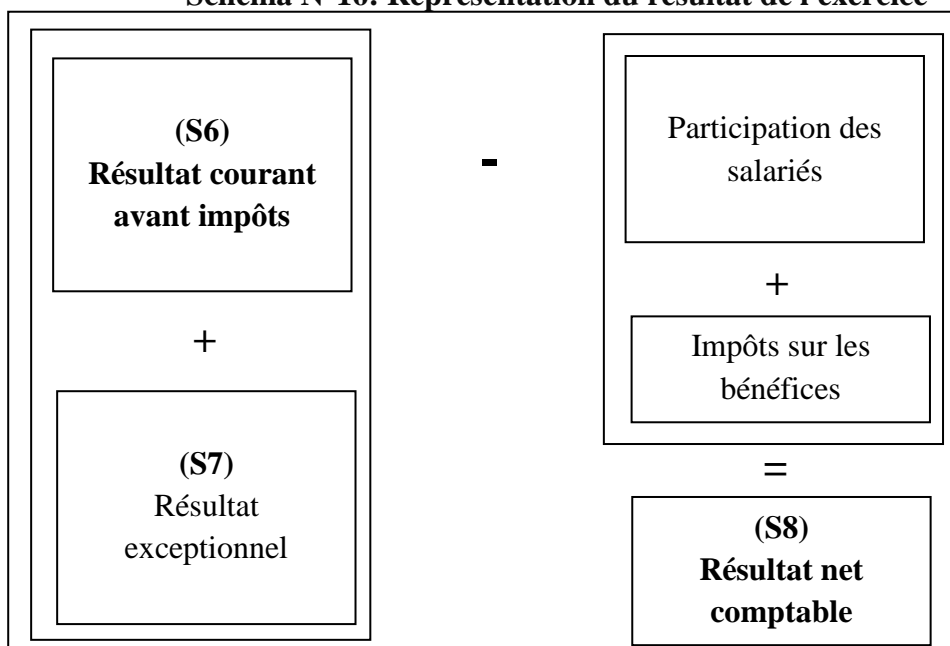 Schéma N°10: Représentation du résultat de l'exercice
(S6)
Résultat courant
avant impôts
+
(S7)
Résultat
exceptionnel
-
Participation des
salariés
+
Impôts sur les
bénéfices
=
(S8)
Résultat net
comptable